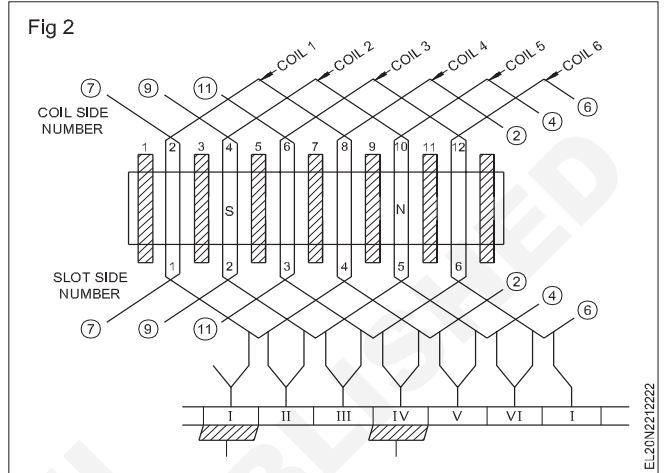 Fig 2
COIL 1
COIL 2
COIL 3
COIL 4
COIL 5
COIL 6
7
9
11
6
4
2
COIL SIDE
NUMBER
1 2 3 4 5 6 7 8 9 10 11 12
S
N
SLOT SIDE
NUMBER
1 2 3 4 5 6
7
9
11
2
4
6
I II III IV V VI I
EL20N2212222